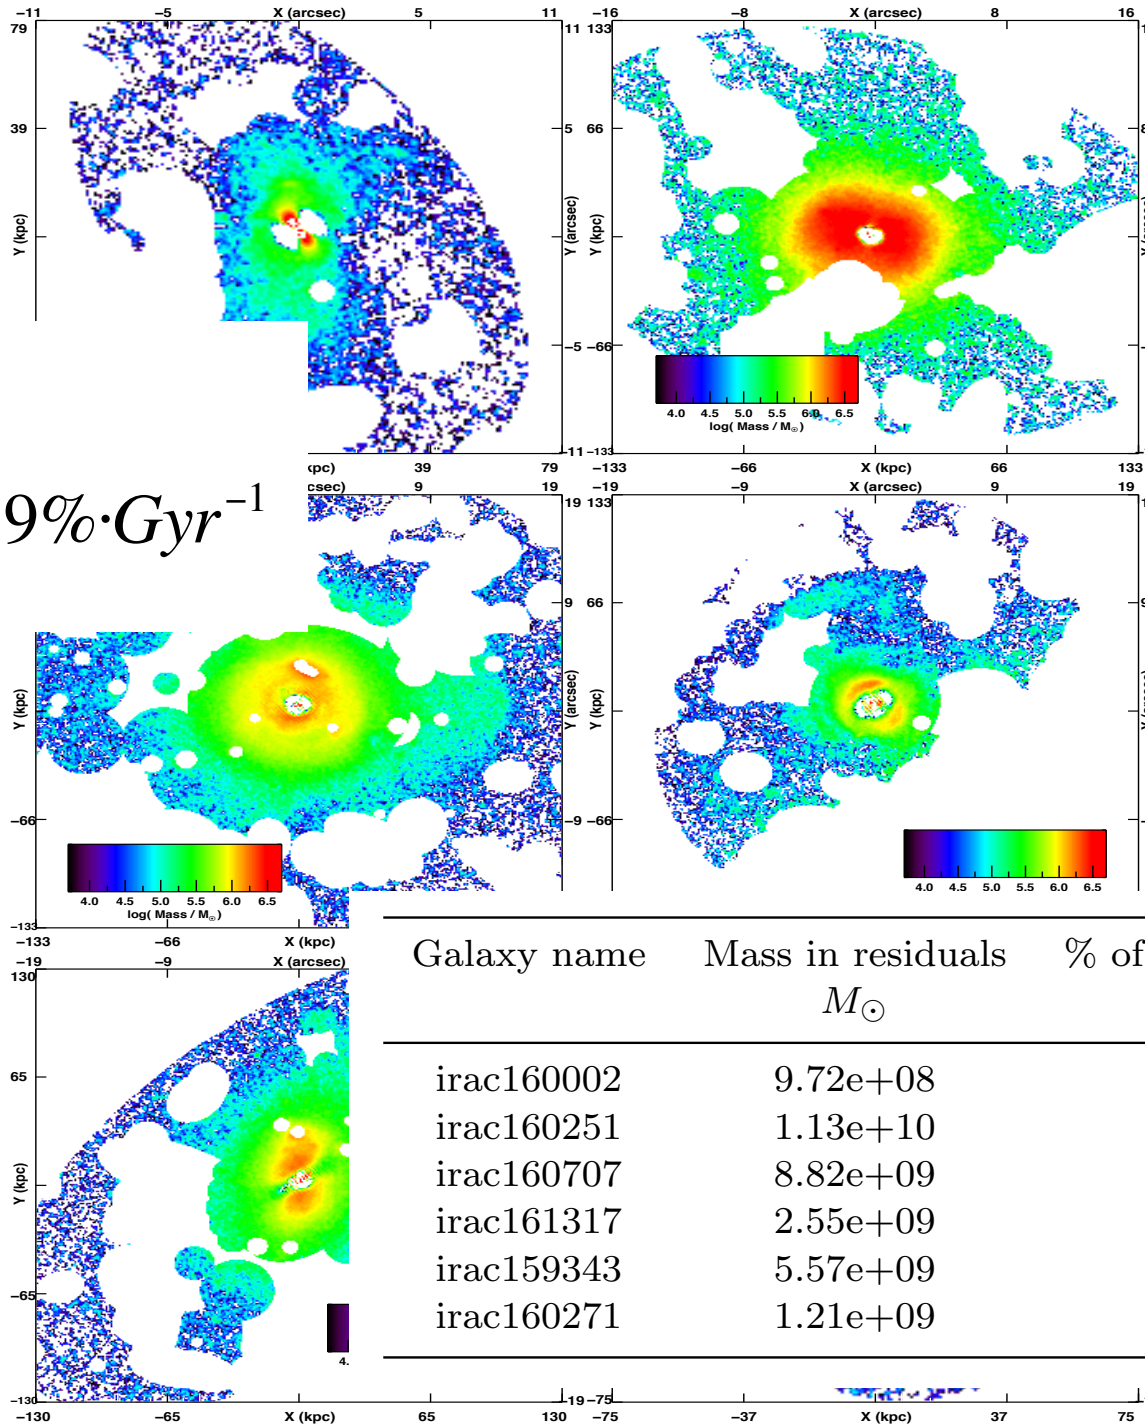 −11 −5 X (arcsec) 5 11
79 39 Y (kpc)
11 5 Y (arcsec) −5 −11
kpc) 39 79
−16 −8 X (arcsec) 8 16
133 66 Y (kpc) −66 −133
4.0 4.5 5.0 5.5 6.0 6.5
log( Mass / M☉)
−133 −66 X (kpc) 66 133
9%·Gyr⁻¹
csec) 9 19
Y (kpc) −66 −133
19 9 Y (arcsec) −9
4.0 4.5 5.0 5.5 6.0 6.5
log( Mass / M☉)
−133 −66 X (kpc)
−19 −9 X (arcsec) 9 19
133 66 Y (kpc) −66
4.0 4.5 5.0 5.5 6.0 6.5
−19 −9 X (arcsec)
130 65 Y (kpc) −65 −130
4.
−130 −65 X (kpc) 65 130
Galaxy name Mass in residuals % of
M☉
irac160002 9.72e+08
irac160251 1.13e+10
irac160707 8.82e+09
irac161317 2.55e+09
irac159343 5.57e+09
irac160271 1.21e+09
−19 −75
−75 −37 X (kpc) 37 75